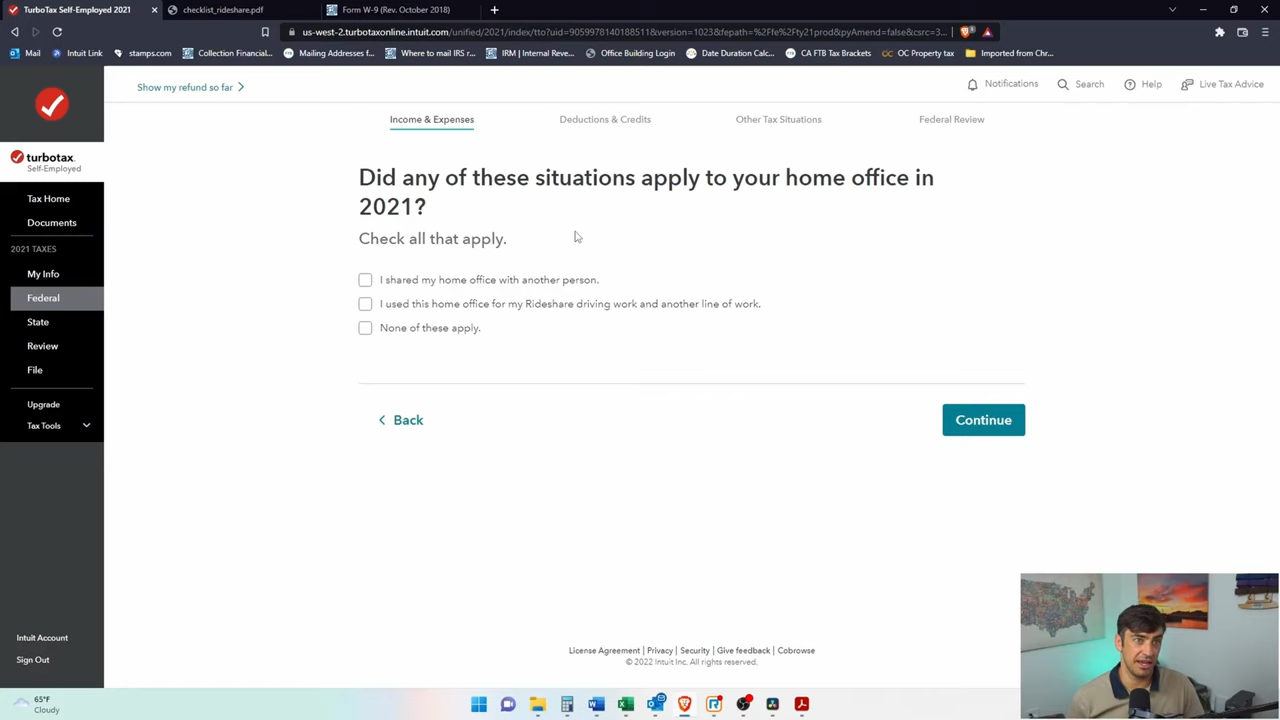 TurboTax Self-Employed 2021
checklist_rideshare.pdf
Form W-9 (Rev. October 2018)
Mail
Intuit Link
stamps.com
Collection Financial...
Mailing Addresses f...
Where to mail IRS r...
IRM | Internal Reve...
Office Building Login
Date Duration Calc...
CA FTB Tax Brackets
OC Property tax
Imported from Chr...
Show my refund so far
Notifications
Search
Help
Live Tax Advice
Income & Expenses
Deductions & Credits
Other Tax Situations
Federal Review
turbotax
Self-Employed
Tax Home
Documents
2021 TAXES
My Info
Federal
State
Review
File
Upgrade
Tax Tools
Intuit Account
Sign Out
Did any of these situations apply to your home office in
2021?
Check all that apply.
I shared my home office with another person.
I used this home office for my Rideshare driving work and another line of work.
None of these apply.
Back
Continue
License Agreement | Privacy | Security | Give feedback | Cobrowse
© 2022 Intuit Inc. All rights reserved.
65°F
Cloudy